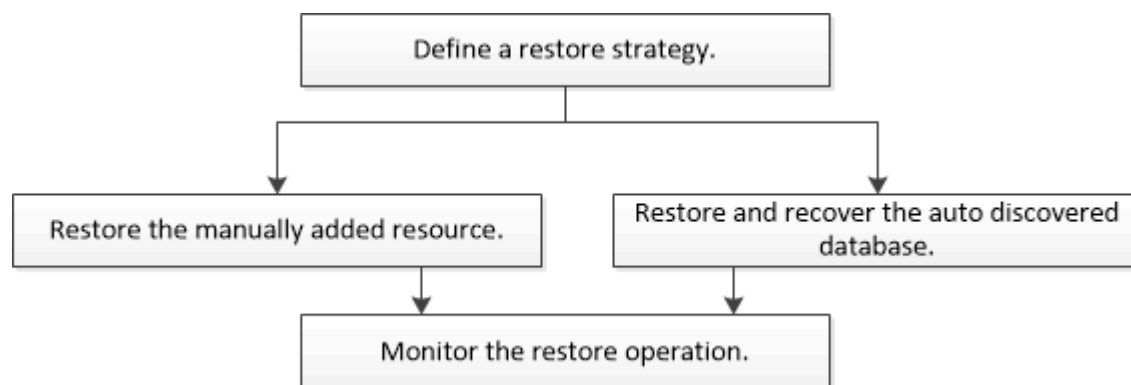 Define a restore strategy.
Restore the manually added resource.
Restore and recover the auto discovered
database.
Monitor the restore operation.